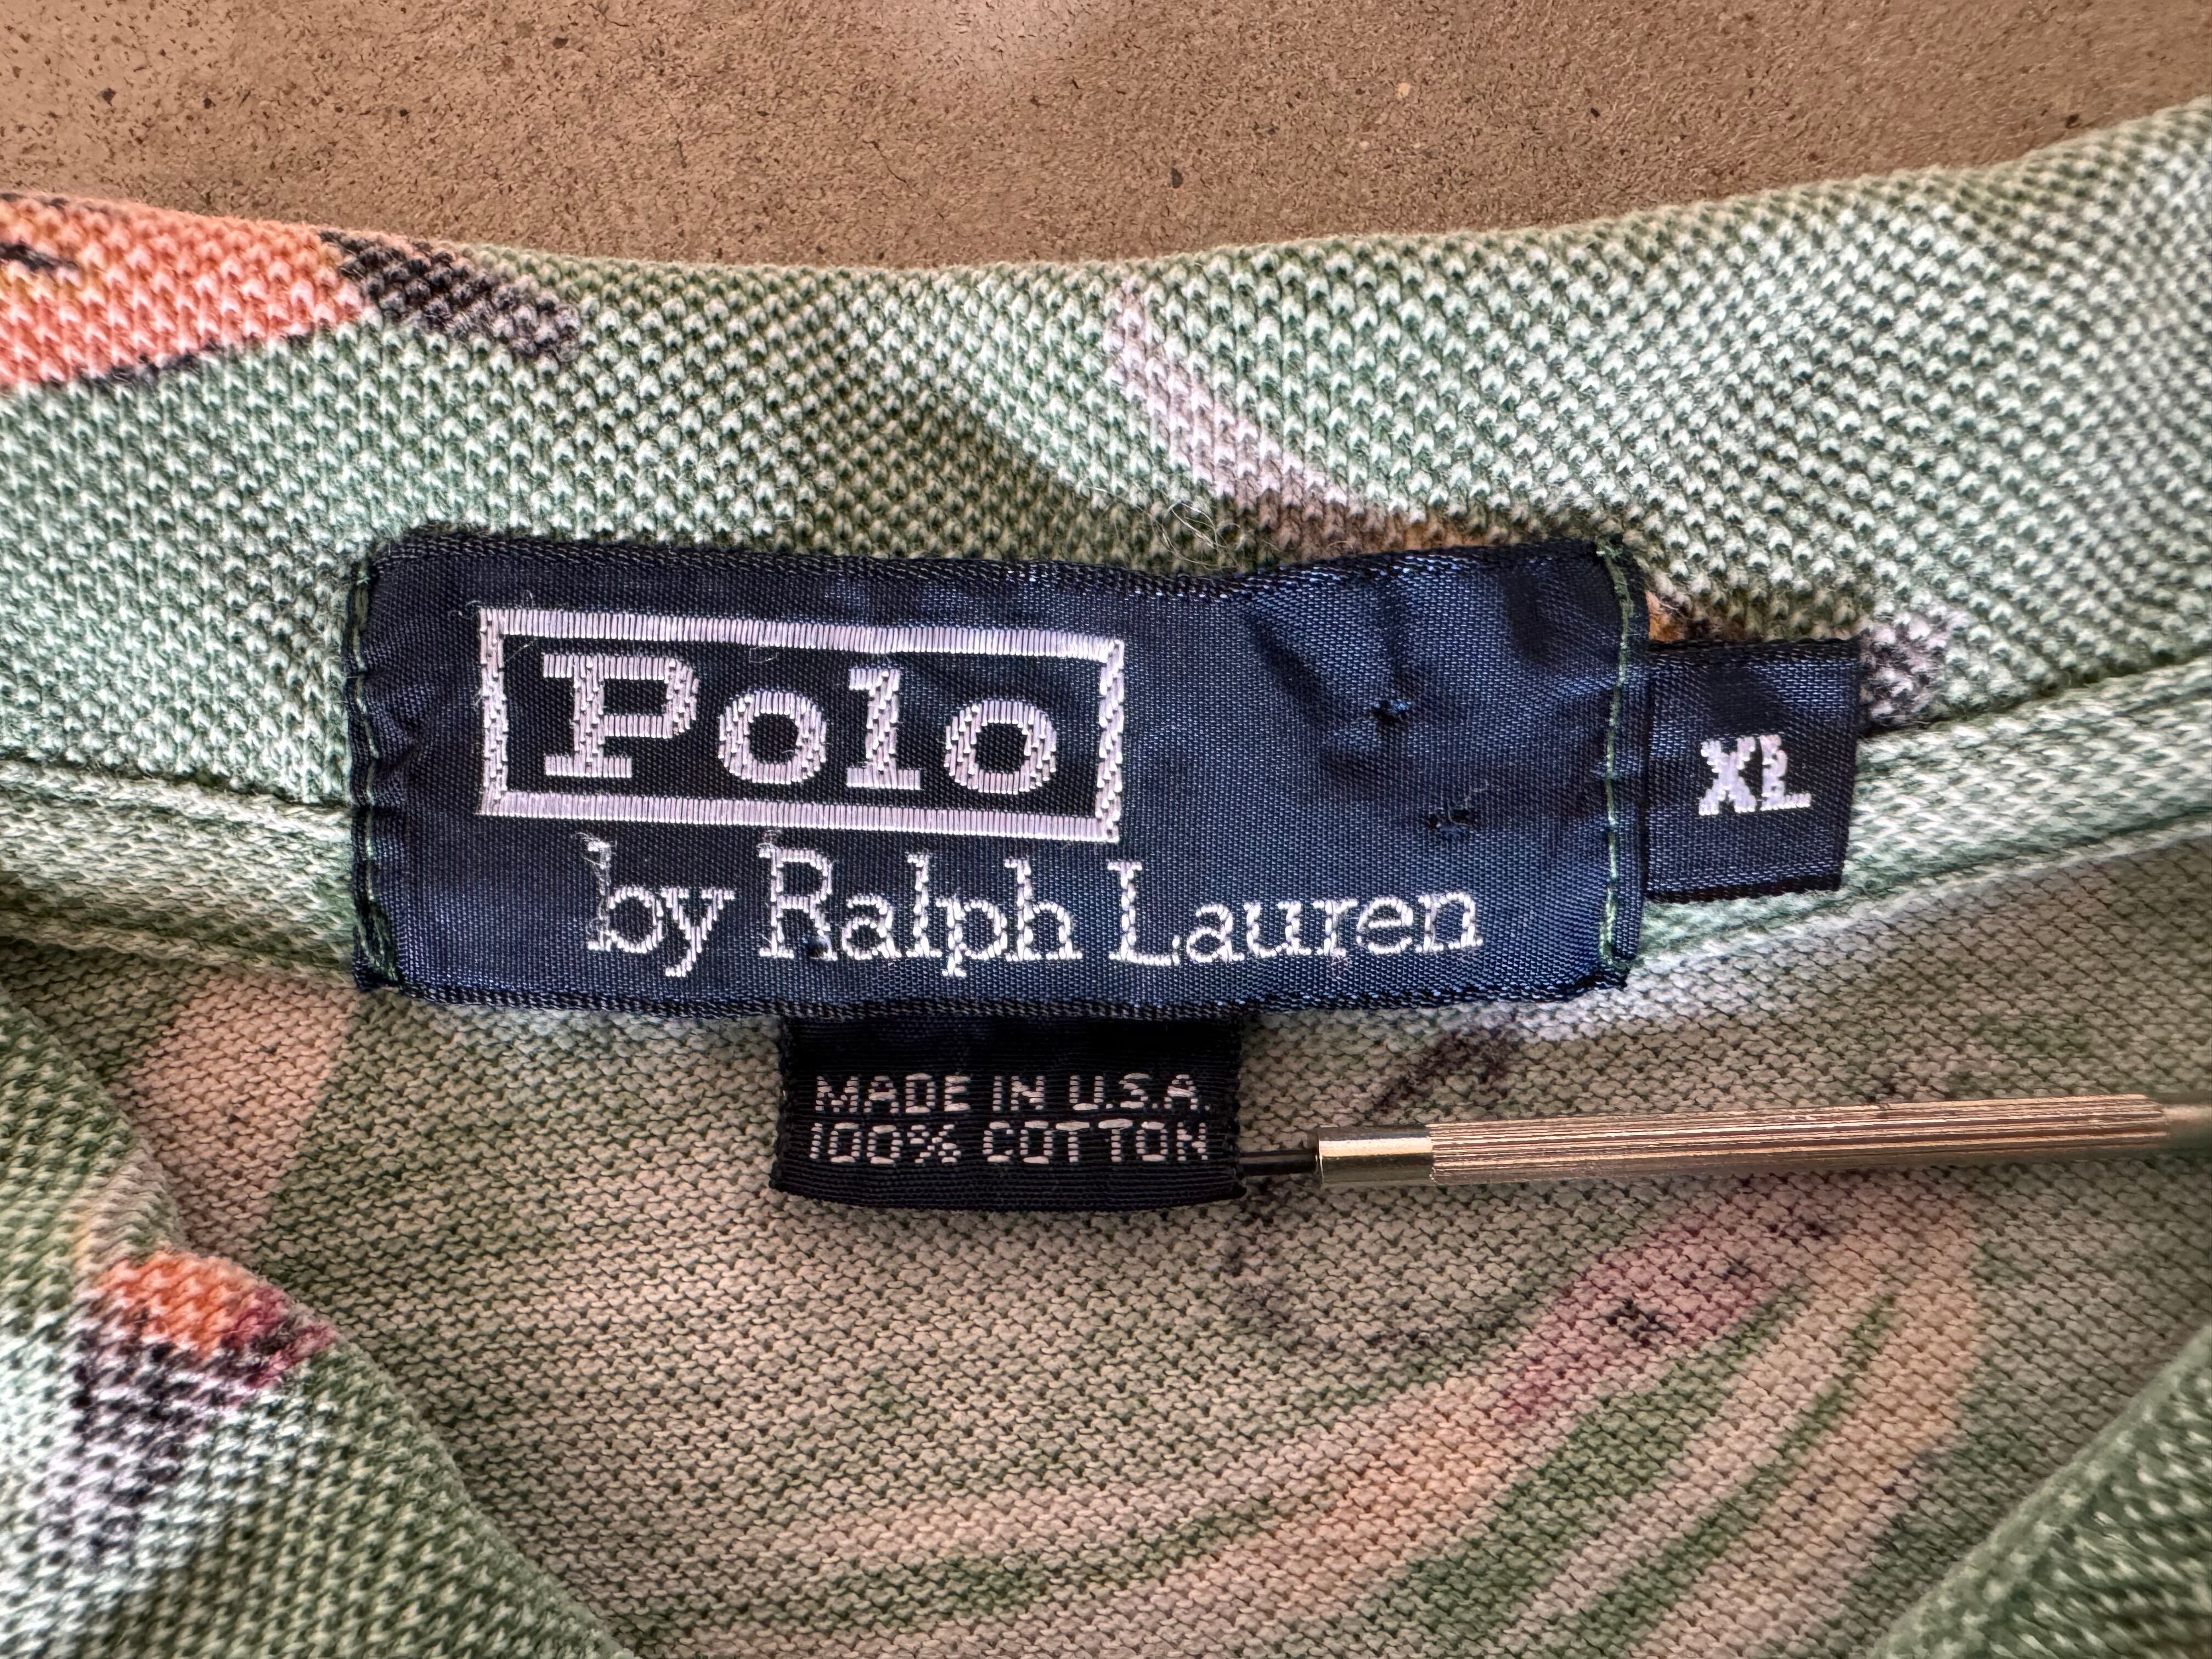 Polo
by Ralph Lauren
XL
MADE IN U.S.A.
100% COTTON